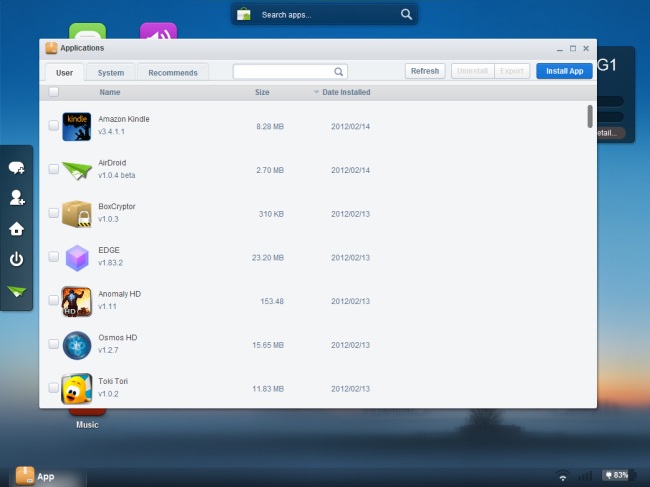 Search apps...
Applications
User System Recommends Refresh Uninstall Export Install App
Name Size Date Installed
kindle
Amazon Kindle
v3.4.1.1 8.28 MB 2012/02/14
AirDroid
v1.0.4 beta 2.70 MB 2012/02/14
BoxCryptor
v1.0.3 310 KB 2012/02/13
EDGE
v1.83.2 23.20 MB 2012/02/13
Anomaly HD
HD
v1.11 153.48 2012/02/13
Osmos HD
v1.2.7 15.65 MB 2012/02/13
Toki Tori
v1.0.2 11.83 MB 2012/02/13
G1
etail...
Music
App
83%